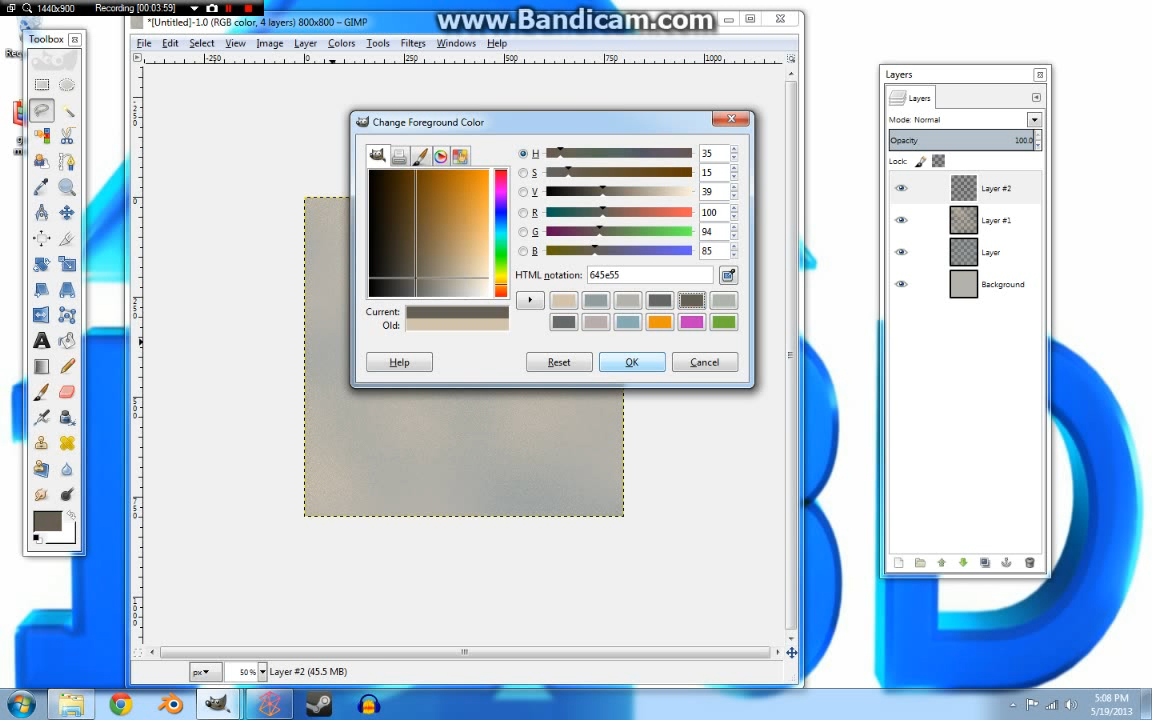 1440x900
Recording [00:03:59]
www.Bandicam.com
*[Untitled]-1.0 (RGB color, 4 layers) 800x800 – GIMP
Toolbox
File Edit Select View Image Layer Colors Tools Filters Windows Help
-250 0 250 500 750 1000
Change Foreground Color
H 35
S 15
V 39
R 100
G 94
B 85
HTML notation: 645e55
Current:
Old:
Help Reset OK Cancel
Layers
Layers
Mode: Normal
Opacity 100.0
Lock:
Layer #2
Layer #1
Layer
Background
px 50% Layer #2 (45.5 MB)
5:08 PM
5/19/2013